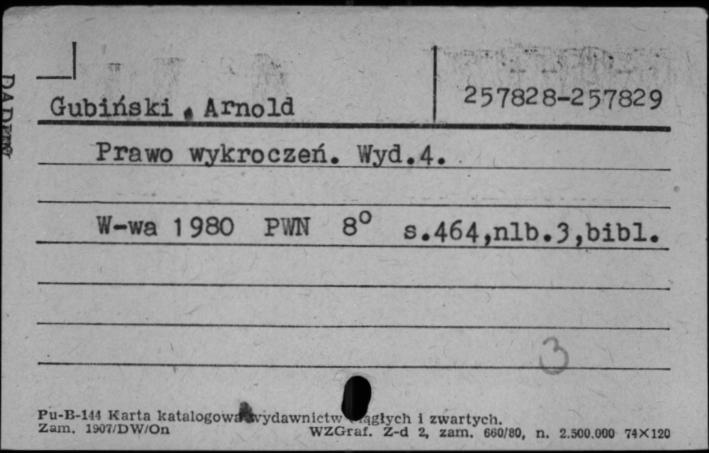 257828-257829
Gubiński, Arnold
Prawo wykroczeń. Wyd.4.
W-wa 1980 PWN 8° s.464,nlb.3,bibl.
3
Pu-B-144 Karta katalogowa wydawnictw ciągłych i zwartych.
Zam. 1907/DW/On WZGraf. Z-d 2, zam. 660/80, n. 2.500.000 74×120